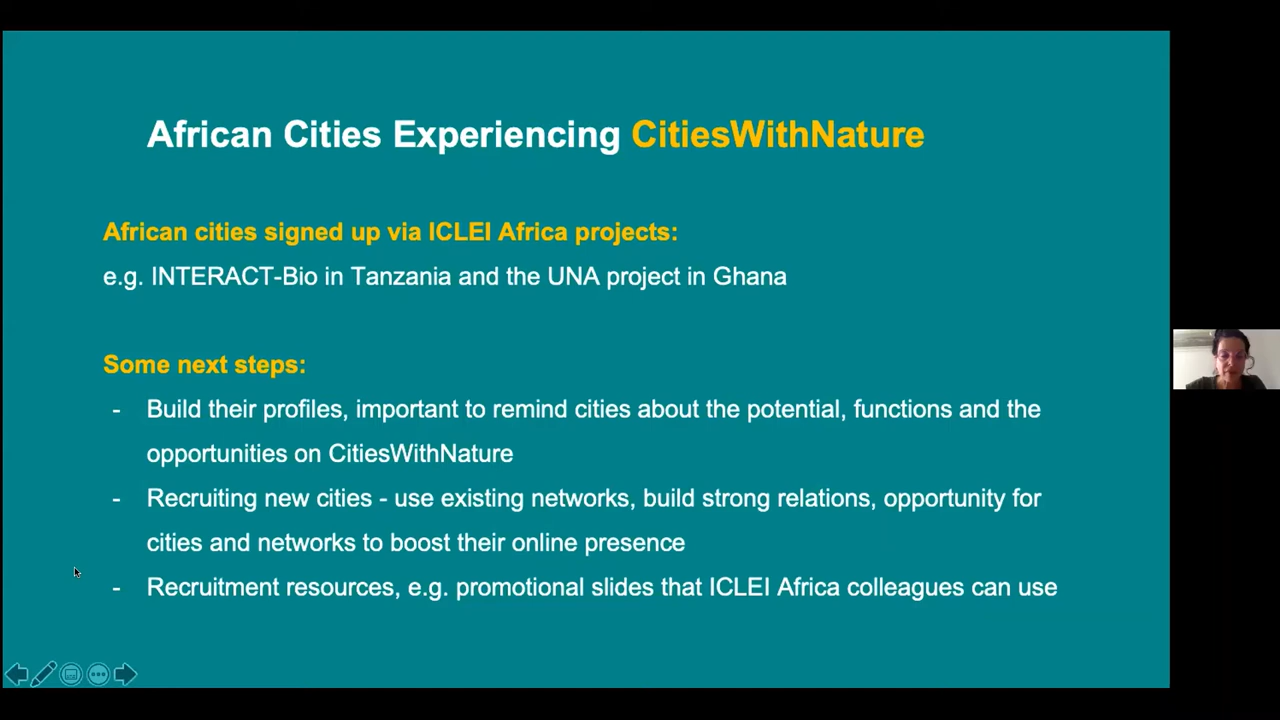 African Cities Experiencing CitiesWithNature
African cities signed up via ICLEI Africa projects:
e.g. INTERACT-Bio in Tanzania and the UNA project in Ghana
Some next steps:
- Build their profiles, important to remind cities about the potential, functions and the
opportunities on CitiesWithNature
- Recruiting new cities - use existing networks, build strong relations, opportunity for
cities and networks to boost their online presence
- Recruitment resources, e.g. promotional slides that ICLEI Africa colleagues can use